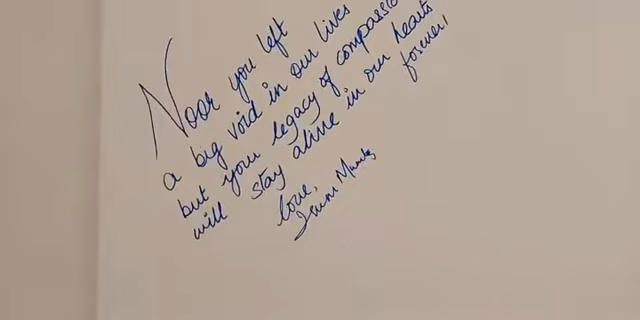 Noor you left
a big void in our lives
but your legacy of compassio
will stay alive in our hearts
forever,
love,